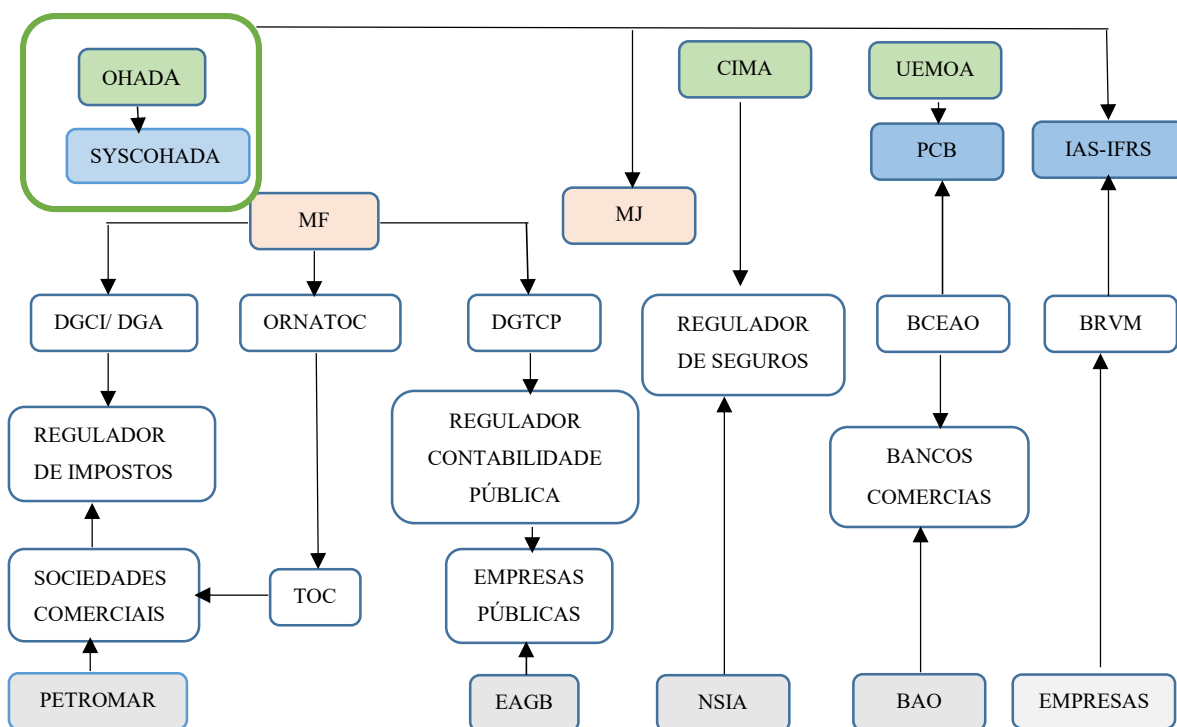 OHADA
CIMA
UEMOA
SYSCOHADA
PCB
IAS-IFRS
MF
MJ
DGCI/ DGA
ORNATOC
DGTCP
REGULADOR
DE SEGUROS
BCEAO
BRVM
REGULADOR
DE IMPOSTOS
REGULADOR
CONTABILIDADE
PÚBLICA
BANCOS
COMERCIAS
SOCIEDADES
COMERCIAIS
TOC
EMPRESAS
PÚBLICAS
PETROMAR
EAGB
NSIA
BAO
EMPRESAS